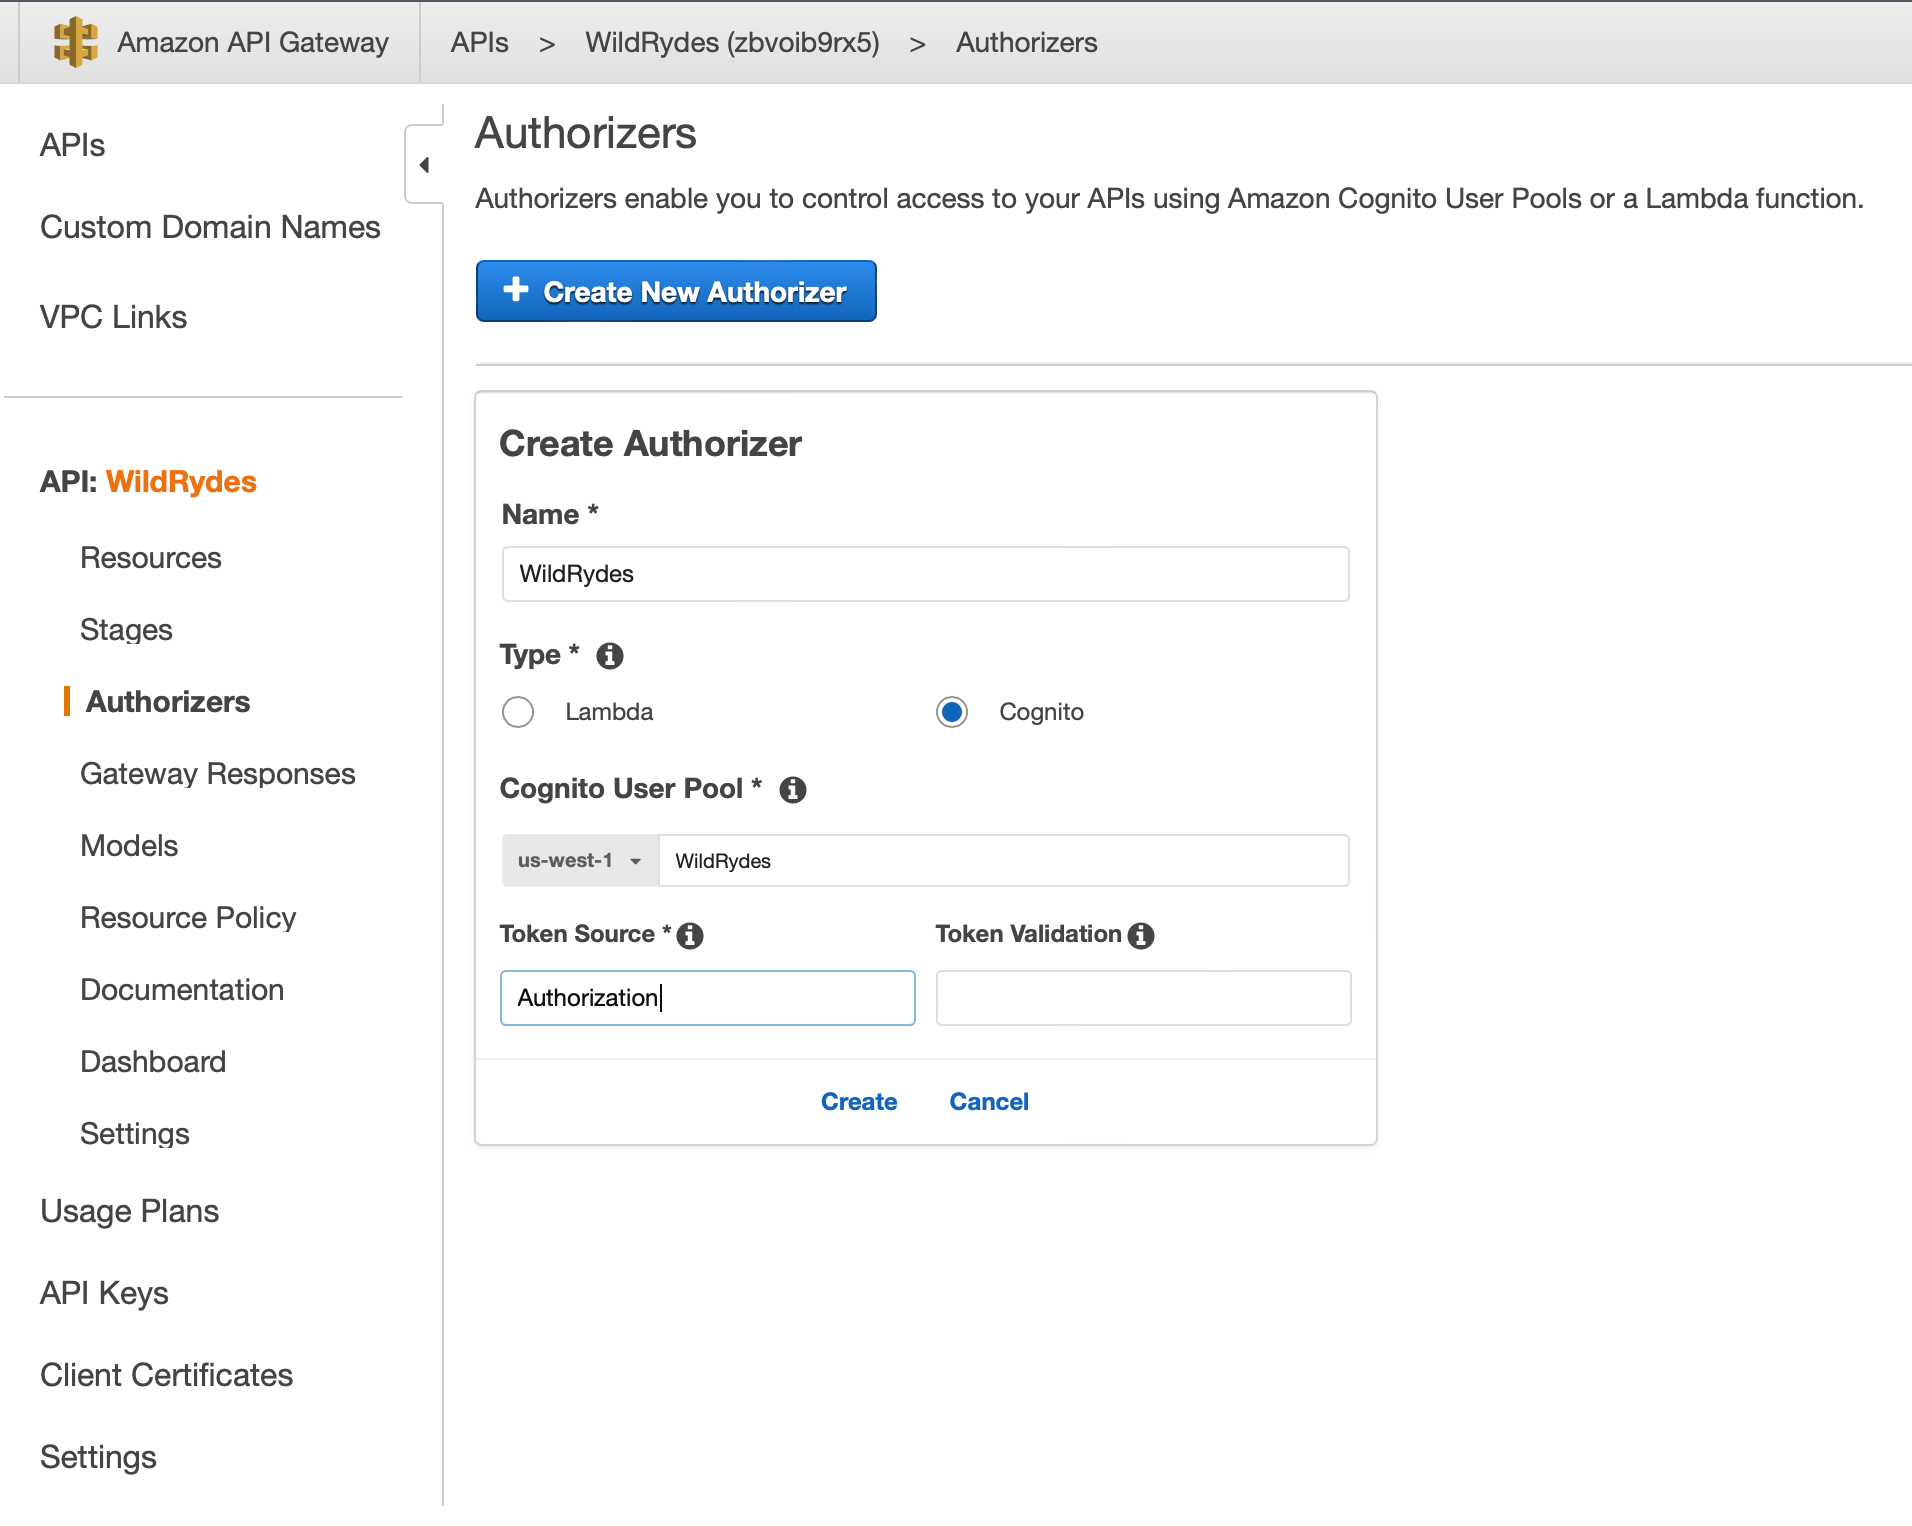 Amazon API Gateway
APIs > WildRydes (zbvoib9rx5) > Authorizers
APIs
Custom Domain Names
VPC Links
API: WildRydes
Resources
Stages
Authorizers
Gateway Responses
Models
Resource Policy
Documentation
Dashboard
Settings
Usage Plans
API Keys
Client Certificates
Settings
Authorizers
Authorizers enable you to control access to your APIs using Amazon Cognito User Pools or a Lambda function.
+ Create New Authorizer
Create Authorizer
Name *
WildRydes
Type *
Lambda Cognito
Cognito User Pool *
us-west-1 WildRydes
Token Source * Token Validation
Authorization
Create Cancel